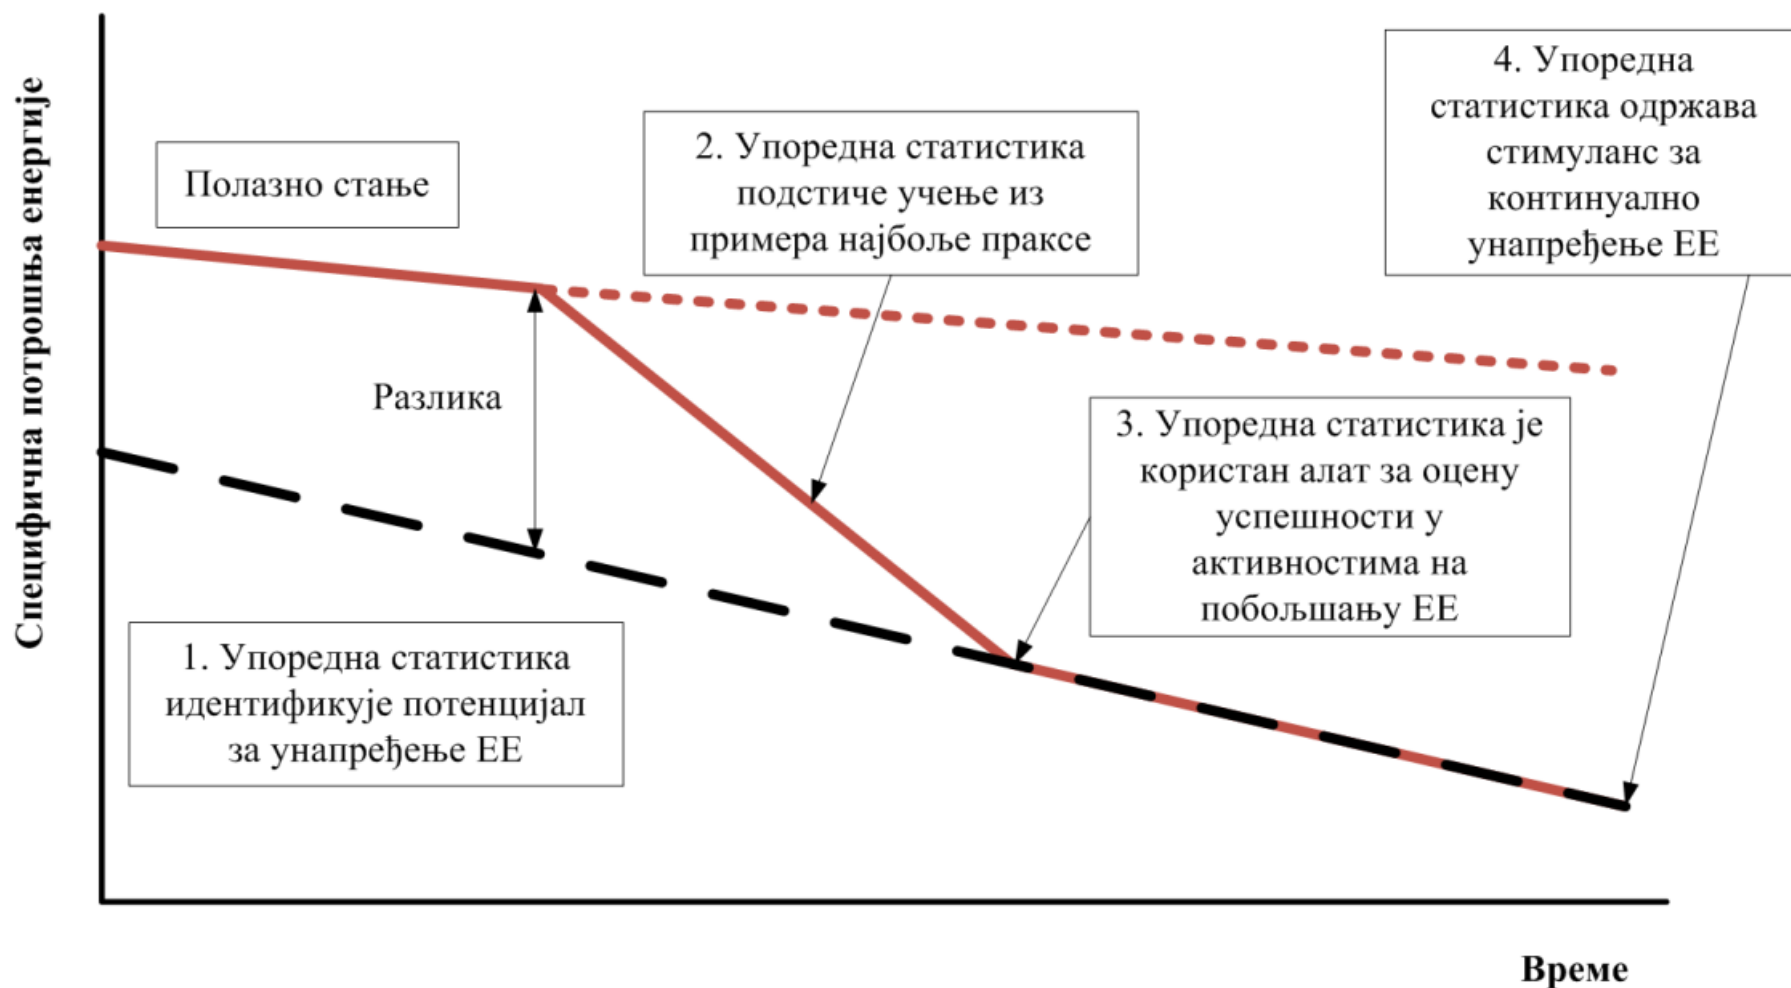 Специфична потрошња енергије
Полазно стање
2. Упоредна статистика
подстиче учење из
примера најбоље праксе
4. Упоредна
статистика одржава
стимуланс за
континуално
унапређење ЕЕ
Разлика
3. Упоредна статистика је
користан алат за оцену
успешности у
активностима на
побољшању ЕЕ
1. Упоредна статистика
идентификује потенцијал
за унапређење ЕЕ
Време